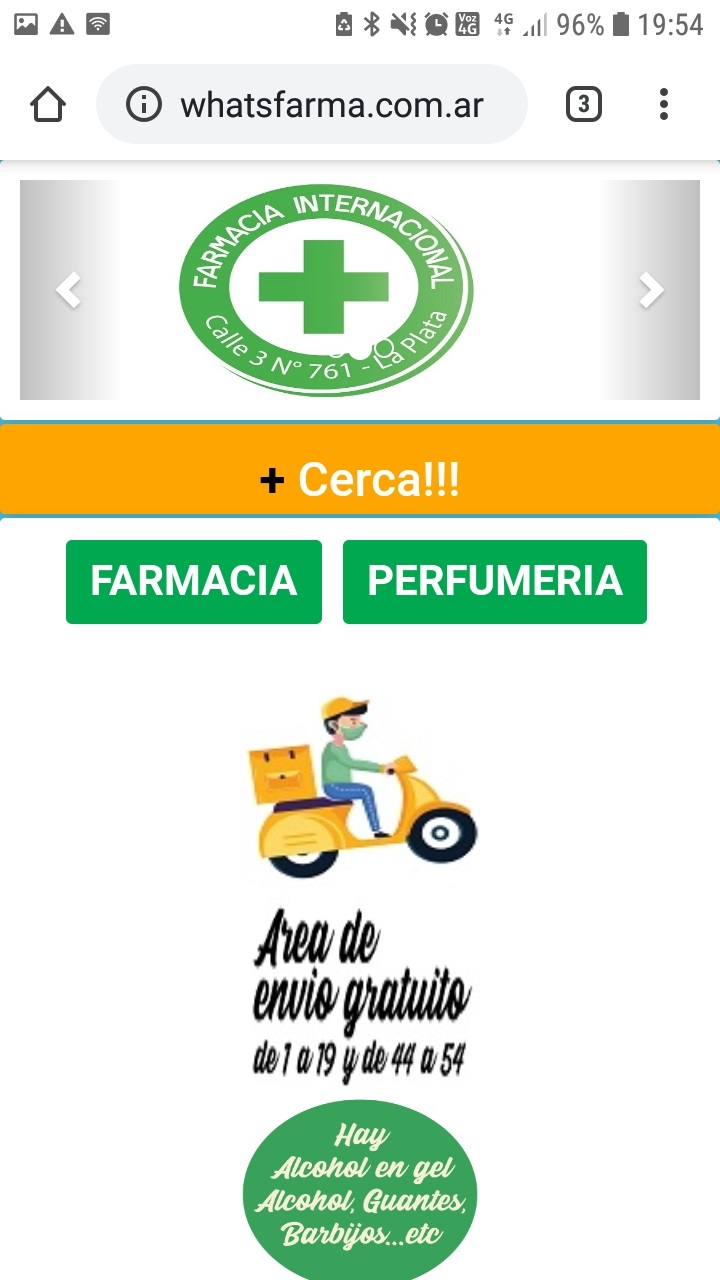 Voz 4G 4G 96% 19:54
whatsfarma.com.ar 3
FARMACIA INTERNACIONAL
Calle 3 N° 761 - La Plata
+ Cerca!!!
FARMACIA PERFUMERIA
Area de
envio gratuito
de 1 a 19 y de 44 a 54
Hay
Alcohol en gel
Alcohol, Guantes,
Barbijos...etc